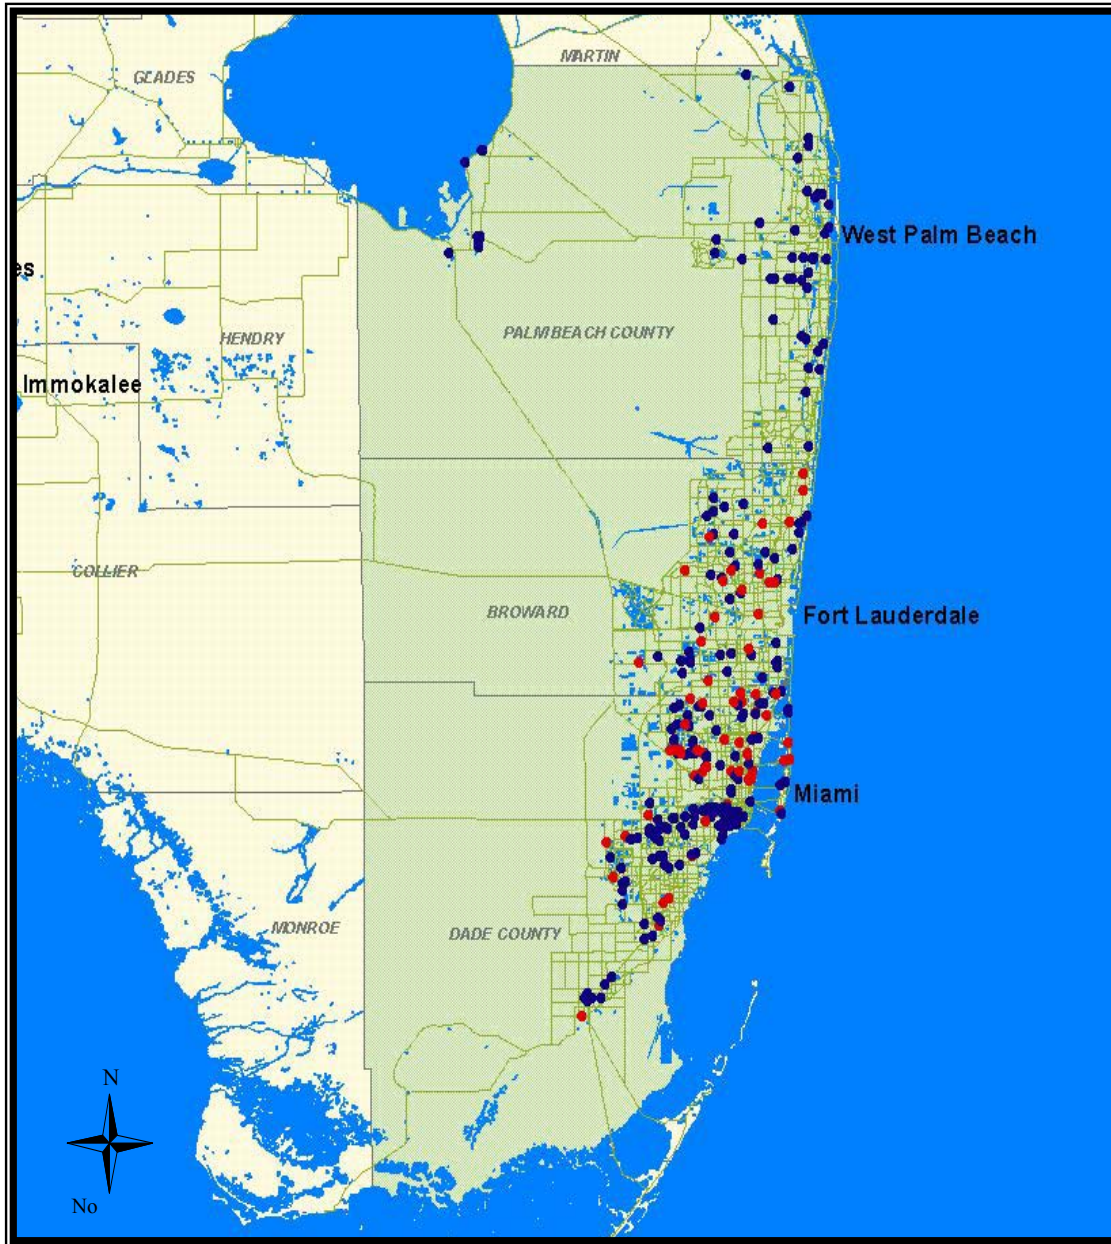 MARTIN
GLADES
West Palm Beach
es
PALM BEACH COUNTY
HENDRY
Immokalee
COLLIER
BROWARD
Fort Lauderdale
Miami
MONROE
DADE COUNTY
N
No